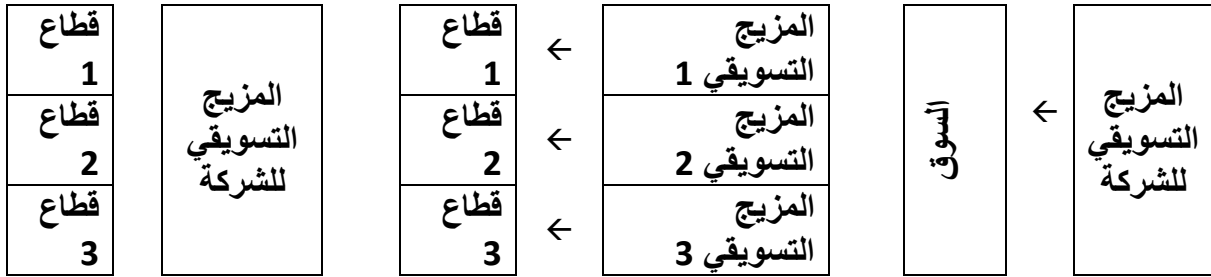 المزيج
التسويقي
للشركة
←
السوق
المزيج
التسويقي 1
←
قطاع
1
المزيج
التسويقي 2
←
قطاع
2
المزيج
التسويقي 3
←
قطاع
3
المزيج
التسويقي
للشركة
قطاع
1
قطاع
2
قطاع
3